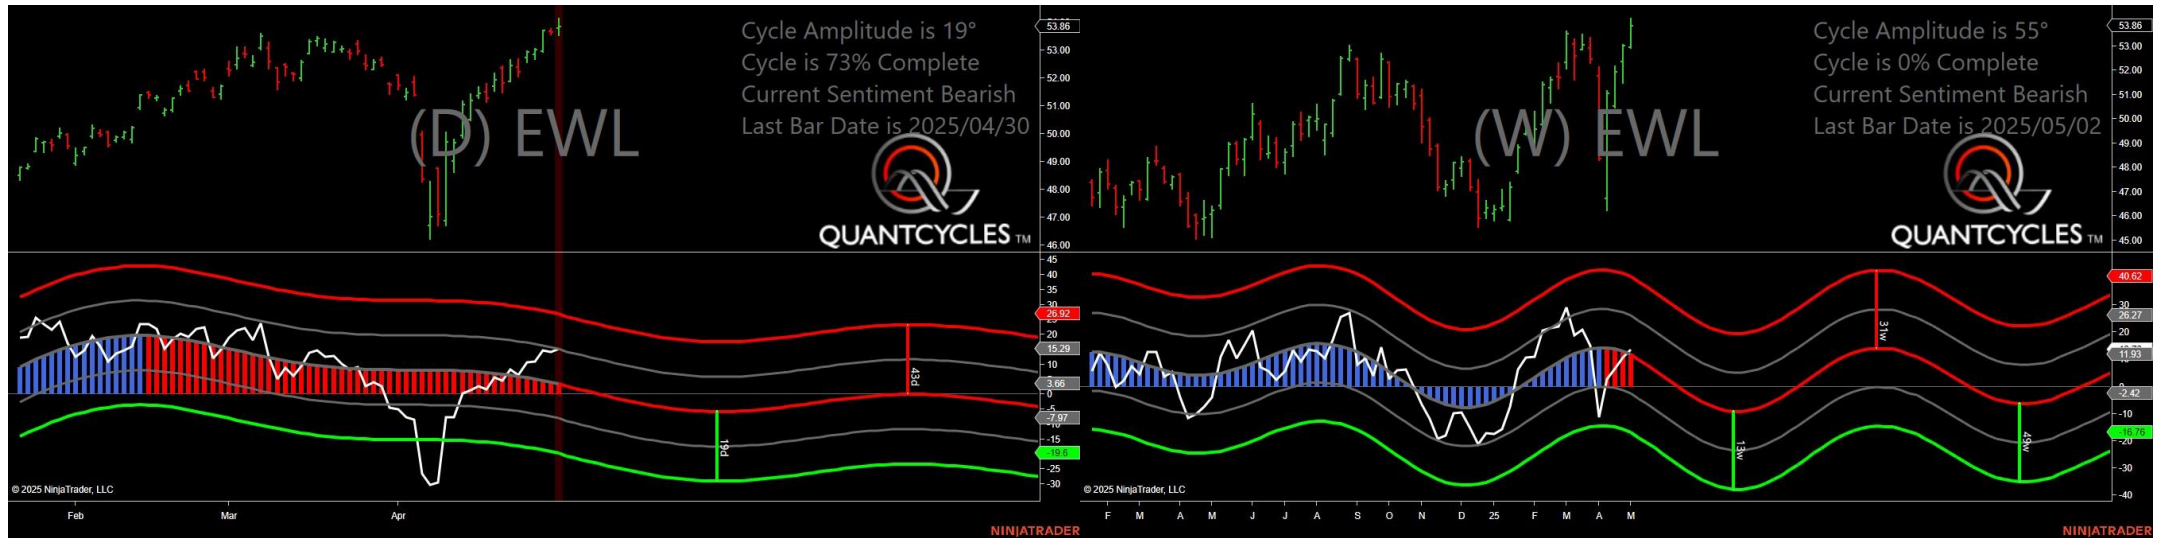 Cycle Amplitude is 19°
Cycle is 73% Complete
Current Sentiment Bearish
Last Bar Date is 2025/04/30
(D) EWL
QUANTCYCLES TM
53.86
53.00
52.00
51.00
50.00
49.00
48.00
47.00
46.00
45
40
35
30
26.92
20
15.29
10
3.66
0
-5
-7.97
-15
-19.6
-25
-30
43d
19d
© 2025 NinjaTrader, LLC
Feb Mar Apr
NINJATRADER
Cycle Amplitude is 55°
Cycle is 0% Complete
Current Sentiment Bearish
Last Bar Date is 2025/05/02
(W) EWL
QUANTCYCLES TM
53.86
53.00
52.00
51.00
50.00
49.00
48.00
47.00
46.00
45.00
40.62
30
26.27
20
11.93
-2.42
-10
-16.76
-20
-30
-40
31w
13w
49w
© 2025 NinjaTrader, LLC
F M A M J J A S O N D 25 F M A M
NINJATRADER